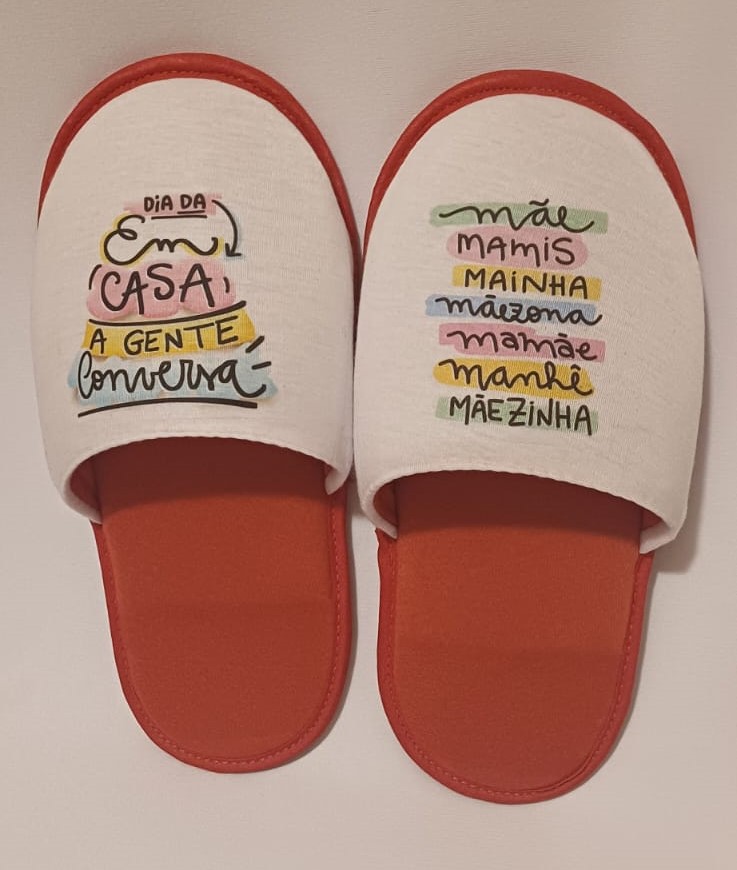 DiA DA
Em
CASA
A GENTE
Conversa
mãe
MAMiS
MAiNHA
mãezona
mamãe
manhê
MÃEZiNHA